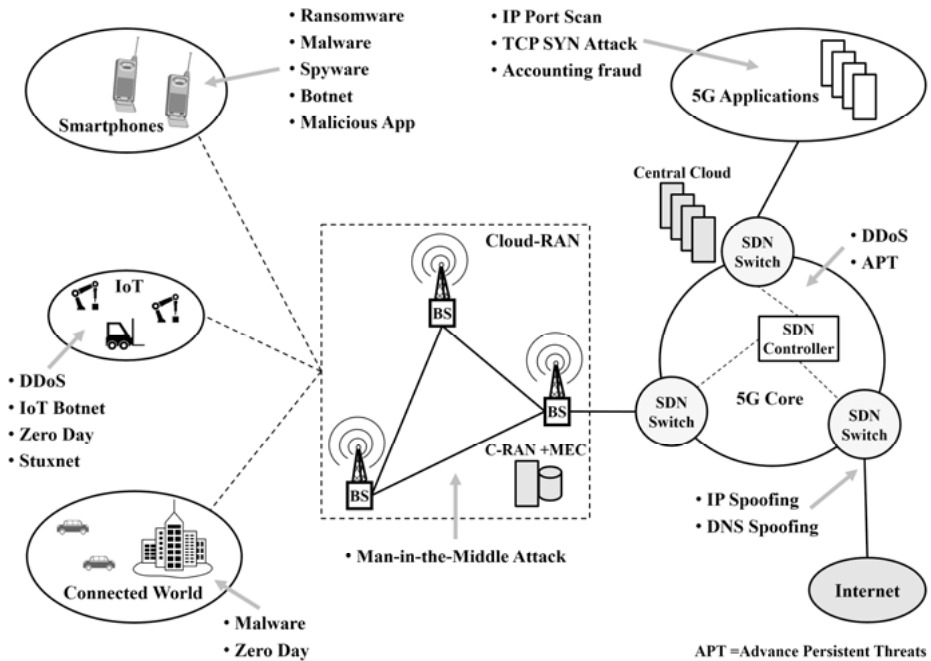 • Ransomware
• Malware
• Spyware
• Botnet
• Malicious App
Smartphones
• IP Port Scan
• TCP SYN Attack
• Accounting fraud
5G Applications
Central Cloud
SDN
Switch
• DDoS
• APT
Cloud-RAN
BS
IoT
• DDoS
• IoT Botnet
• Zero Day
• Stuxnet
BS
BS
C-RAN +MEC
SDN
Controller
5G Core
SDN
Switch
SDN
Switch
• IP Spoofing
• DNS Spoofing
• Man-in-the-Middle Attack
Connected World
• Malware
• Zero Day
Internet
APT =Advance Persistent Threats